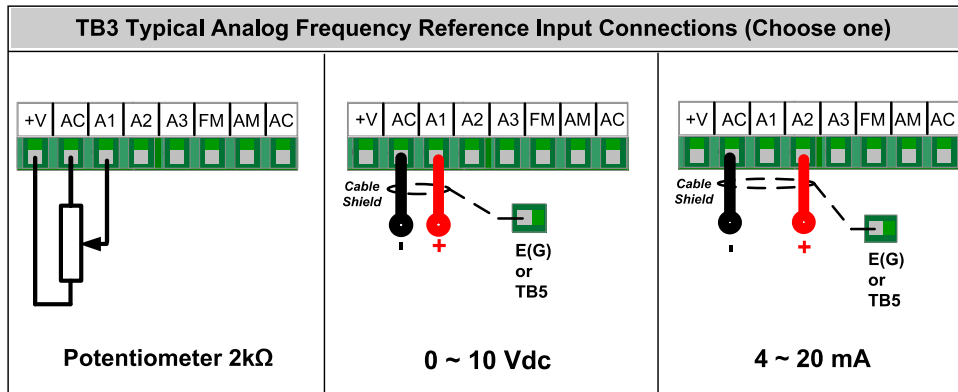 TB3 Typical Analog Frequency Reference Input Connections (Choose one)
+V AC A1 A2 A3 FM AM AC
Potentiometer 2kΩ
+V AC A1 A2 A3 FM AM AC
Cable
Shield
- +
E(G)
or
TB5
0 ~ 10 Vdc
+V AC A1 A2 A3 FM AM AC
Cable
Shield
- +
E(G)
or
TB5
4 ~ 20 mA